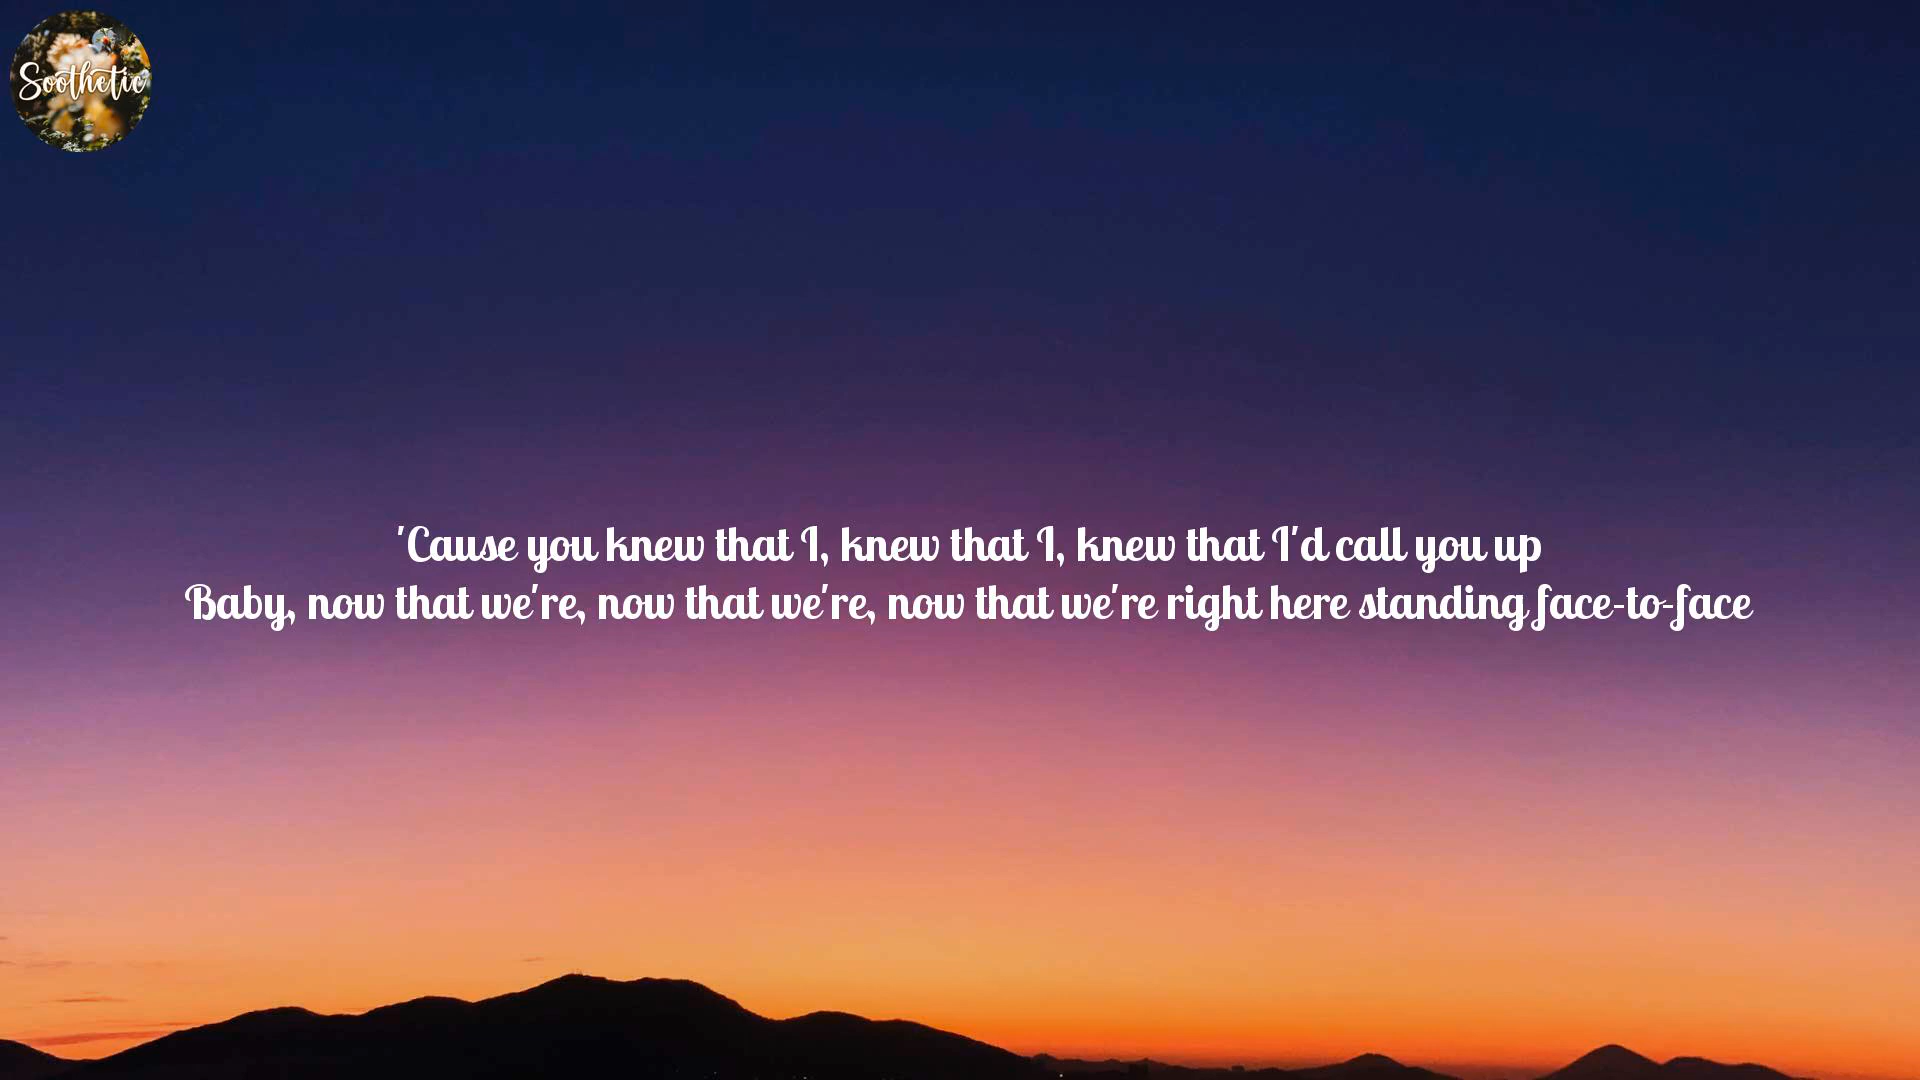 Soothetic
'Cause you knew that I, knew that I, knew that I'd call you up
Baby, now that we're, now that we're, now that we're right here standing face-to-face